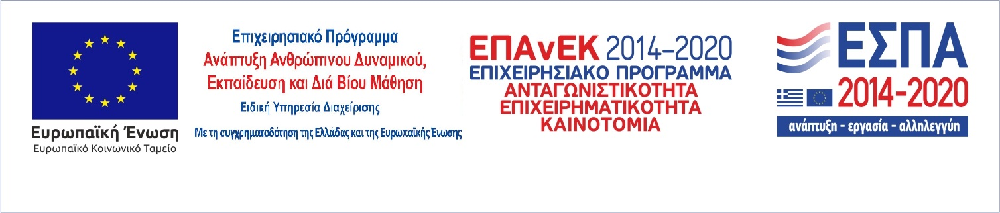 Ευρωπαϊκή Ένωση
Ευρωπαϊκό Κοινωνικό Ταμείο
Επιχειρησιακό Πρόγραμμα
Ανάπτυξη Ανθρώπινου Δυναμικού,
Εκπαίδευση και Διά Βίου Μάθηση
Ειδική Υπηρεσία Διαχείρισης
Με τη συγχρηματοδότηση της Ελλάδας και της Ευρωπαϊκής Ένωσης
ΕΠΑνΕΚ 2014–2020
ΕΠΙΧΕΙΡΗΣΙΑΚΟ ΠΡΟΓΡΑΜΜΑ
ΑΝΤΑΓΩΝΙΣΤΙΚΟΤΗΤΑ
ΕΠΙΧΕΙΡΗΜΑΤΙΚΟΤΗΤΑ
ΚΑΙΝΟΤΟΜΙΑ
ΕΣΠΑ
2014-2020
ανάπτυξη - εργασία - αλληλεγγύη